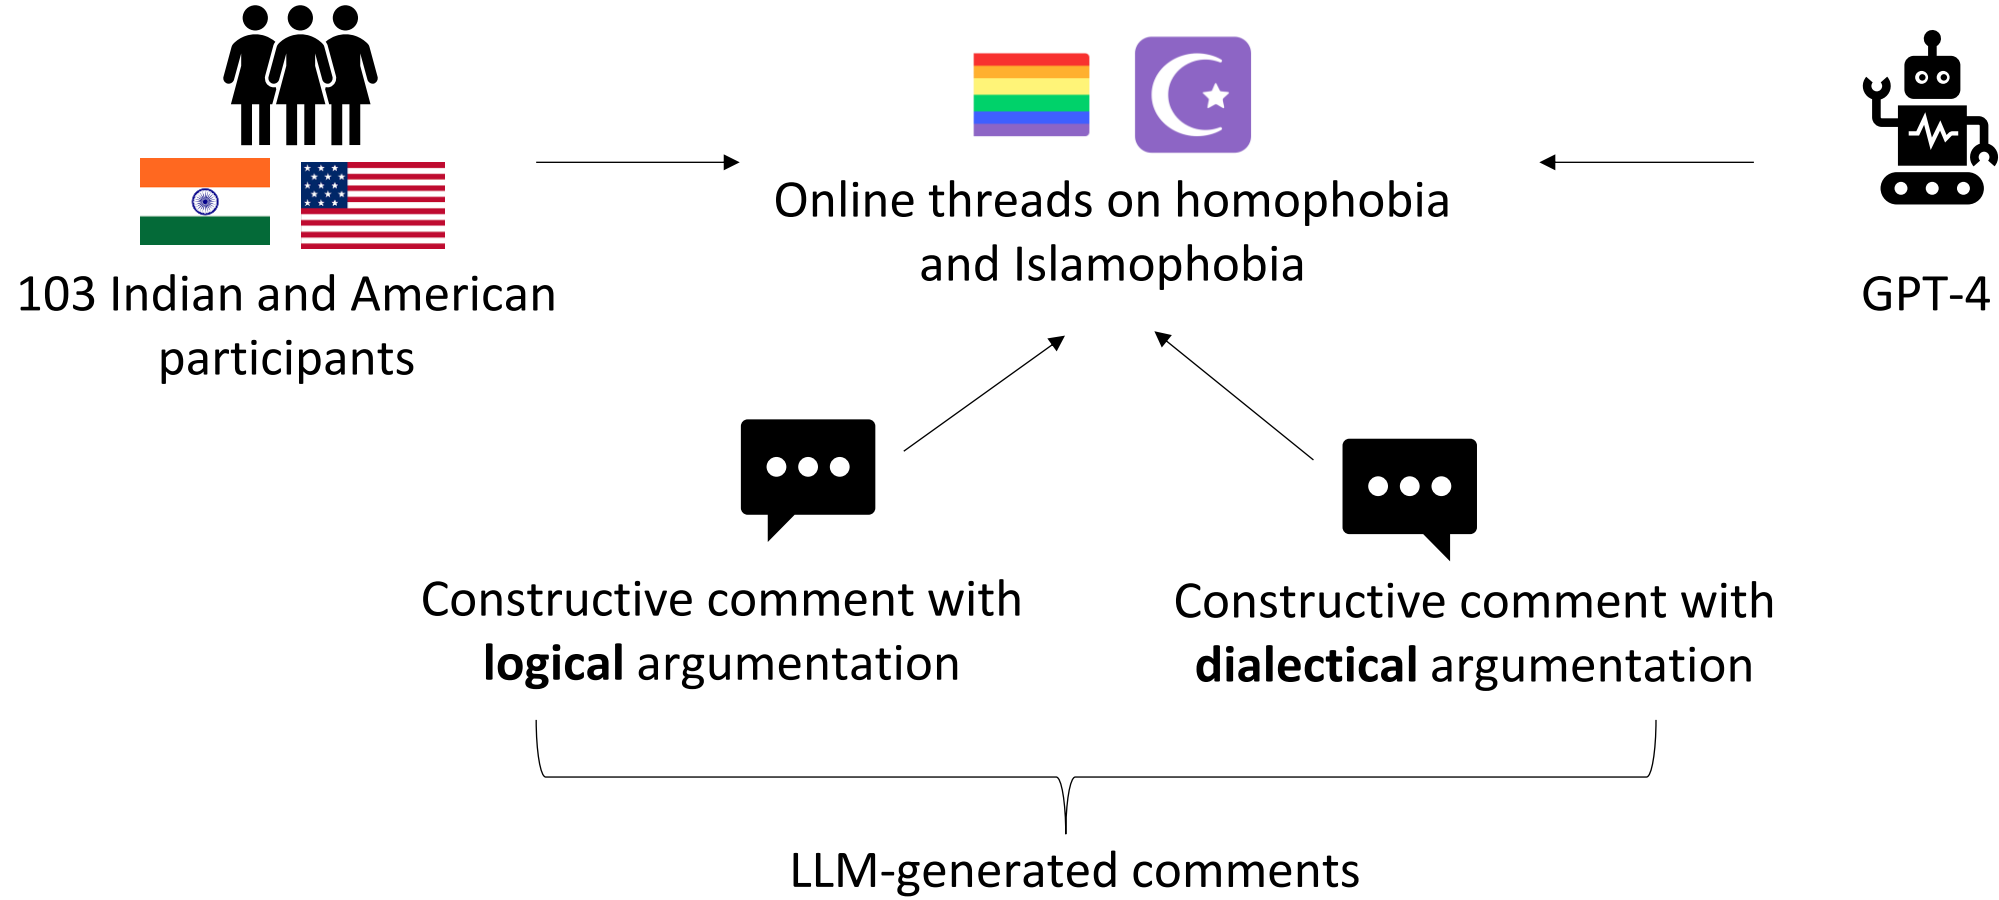 Online threads on homophobia
and Islamophobia
103 Indian and American
participants
GPT-4
Constructive comment with
logical argumentation
Constructive comment with
dialectical argumentation
LLM-generated comments